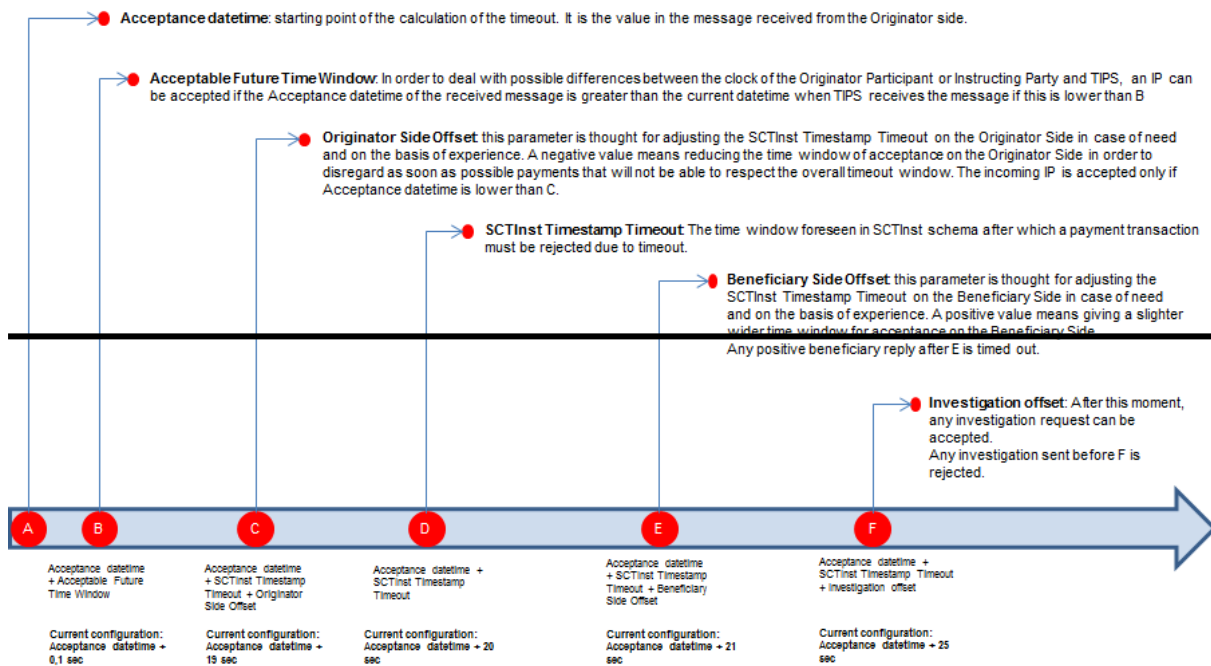 Acceptance datetime: starting point of the calculation of the timeout. It is the value in the message received from the Originator side.
Acceptable Future Time Window: In order to deal with possible differences between the clock of the Originator Participant or Instructing Party and TIPS, an IP can
be accepted if the Acceptance datetime of the received message is greater than the current datetime when TIPS receives the message if this is lower than B
Originator Side Offset: this parameter is thought for adjusting the SCTInst Timestamp Timeout on the Originator Side in case of need
and on the basis of experience. A negative value means reducing the time window of acceptance on the Originator Side in order to
disregard as soon as possible payments that will not be able to respect the overall timeout window. The incoming IP is accepted only if
Acceptance datetime is lower than C.
SCTInst Timestamp Timeout: The time window foreseen in SCTInst schema after which a payment transaction
must be rejected due to timeout.
Beneficiary Side Offset: this parameter is thought for adjusting the
SCTInst Timestamp Timeout on the Beneficiary Side in case of need
and on the basis of experience. A positive value means giving a slighter
wider time window for acceptance on the Beneficiary Side.
Any positive beneficiary reply after E is timed out.
Investigation offset: After this moment,
any investigation request can be
accepted.
Any investigation sent before F is
rejected.
A
B
C
D
E
F
Acceptance datetime
+ Acceptable Future
Time Window
Current configuration:
Acceptance datetime +
0,1 sec
Acceptance datetime
+ SCTInst Timestamp
Timeout + Originator
Side Offset
Current configuration:
Acceptance datetime +
19 sec
Acceptance datetime +
SCTInst Timestamp
Timeout
Current configuration:
Acceptance datetime + 20
sec
Acceptance datetime
+ SCTInst Timestamp
Timeout + Beneficiary
Side Offset
Current configuration:
Acceptance datetime + 21
sec
Acceptance datetime +
SCTInst Timestamp Timeout
+ Investigation offset
Current configuration:
Acceptance datetime + 25
sec